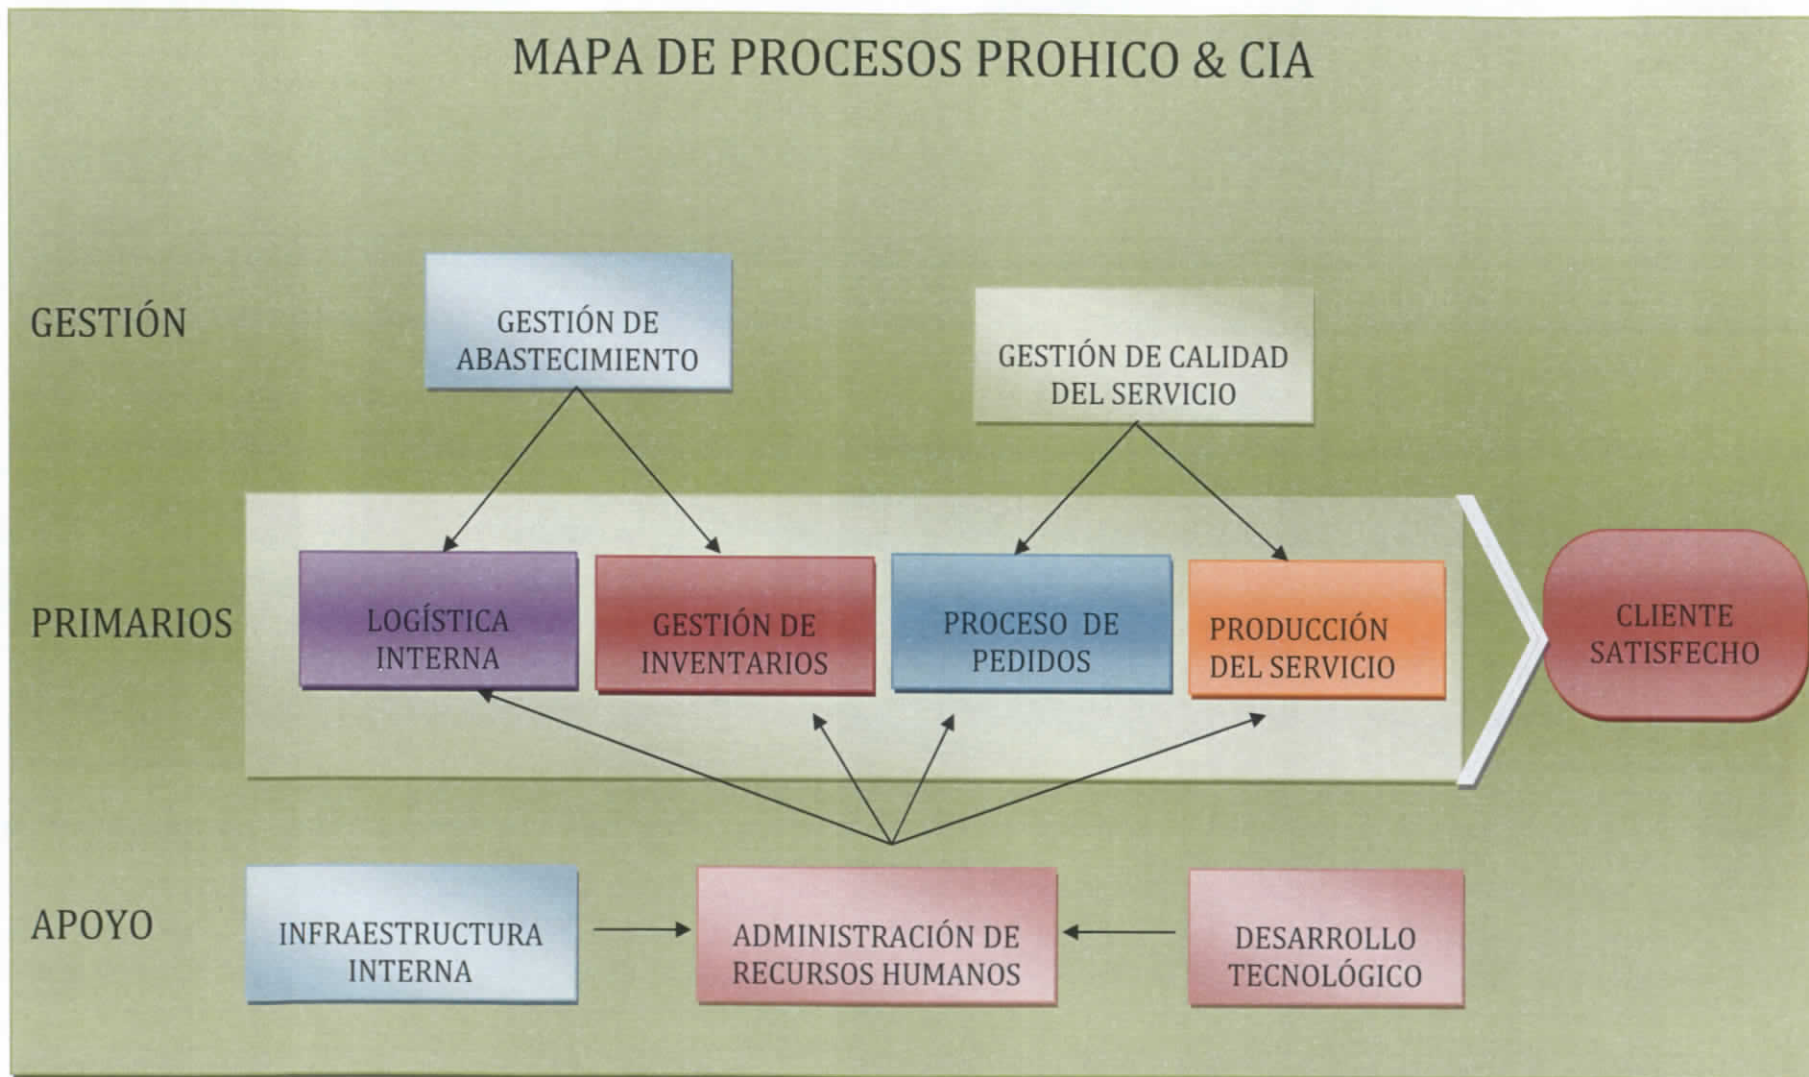 MAPA DE PROCESOS PROHICO & CIA
GESTIÓN
GESTIÓN DE
ABASTECIMIENTO
GESTIÓN DE CALIDAD
DEL SERVICIO
PRIMARIOS
LOGÍSTICA
INTERNA
GESTIÓN DE
INVENTARIOS
PROCESO DE
PEDIDOS
PRODUCCIÓN
DEL SERVICIO
CLIENTE
SATISFECHO
APOYO
INFRAESTRUCTURA
INTERNA
ADMINISTRACIÓN DE
RECURSOS HUMANOS
DESARROLLO
TECNOLÓGICO